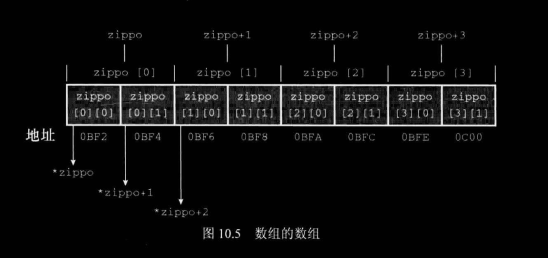 zippo zippo+1 zippo+2 zippo+3
zippo [0] zippo [1] zippo [2] zippo [3]
zippo zippo zippo zippo zippo zippo zippo zippo
[0][0] [0][1] [1][0] [1][1] [2][0] [2][1] [3][0] [3][1]
地址 0BF2 0BF4 0BF6 0BF8 0BFA 0BFC 0BFE 0C00
*zippo
*zippo+1
*zippo+2
图 10.5 数组的数组